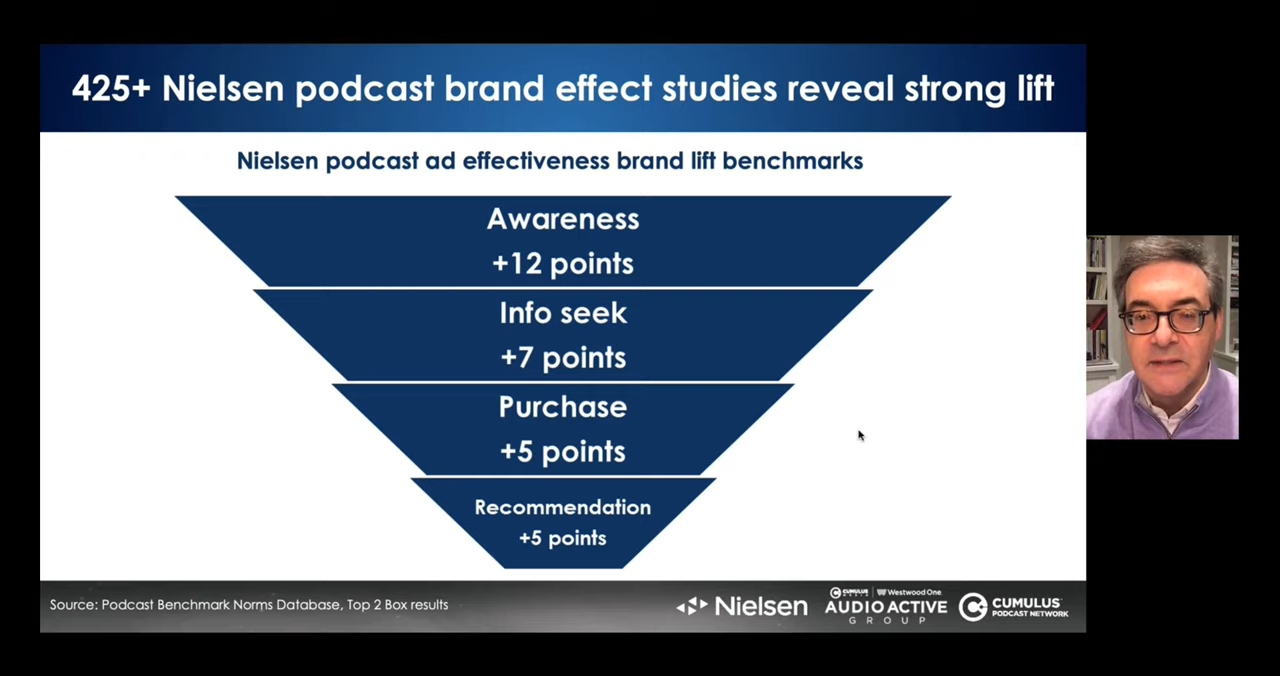 425+ Nielsen podcast brand effect studies reveal strong lift
Nielsen podcast ad effectiveness brand lift benchmarks
Awareness
+12 points
Info seek
+7 points
Purchase
+5 points
Recommendation
+5 points
Source: Podcast Benchmark Norms Database, Top 2 Box results
Nielsen
CUMULUS MEDIA | Westwood One
AUDIO ACTIVE
GROUP
CUMULUS
PODCAST NETWORK